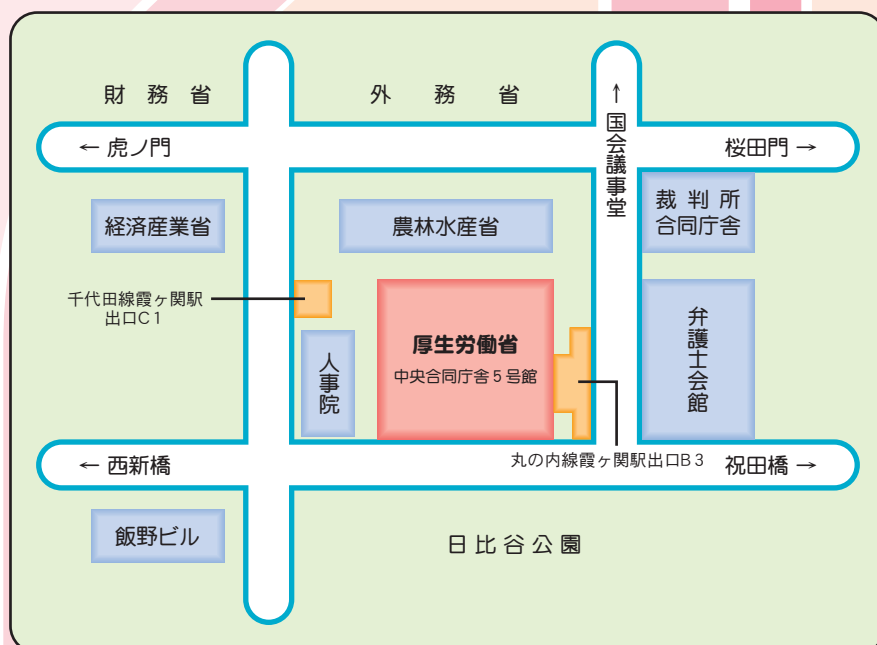 財務省
外務省
↑国会議事堂
← 虎ノ門
桜田門 →
経済産業省
農林水産省
裁判所
合同庁舎
千代田線霞ヶ関駅
出口C1
厚生労働省
中央合同庁舎5号館
人事院
弁護士会館
← 西新橋
丸の内線霞ヶ関駅出口B3
祝田橋 →
飯野ビル
日比谷公園